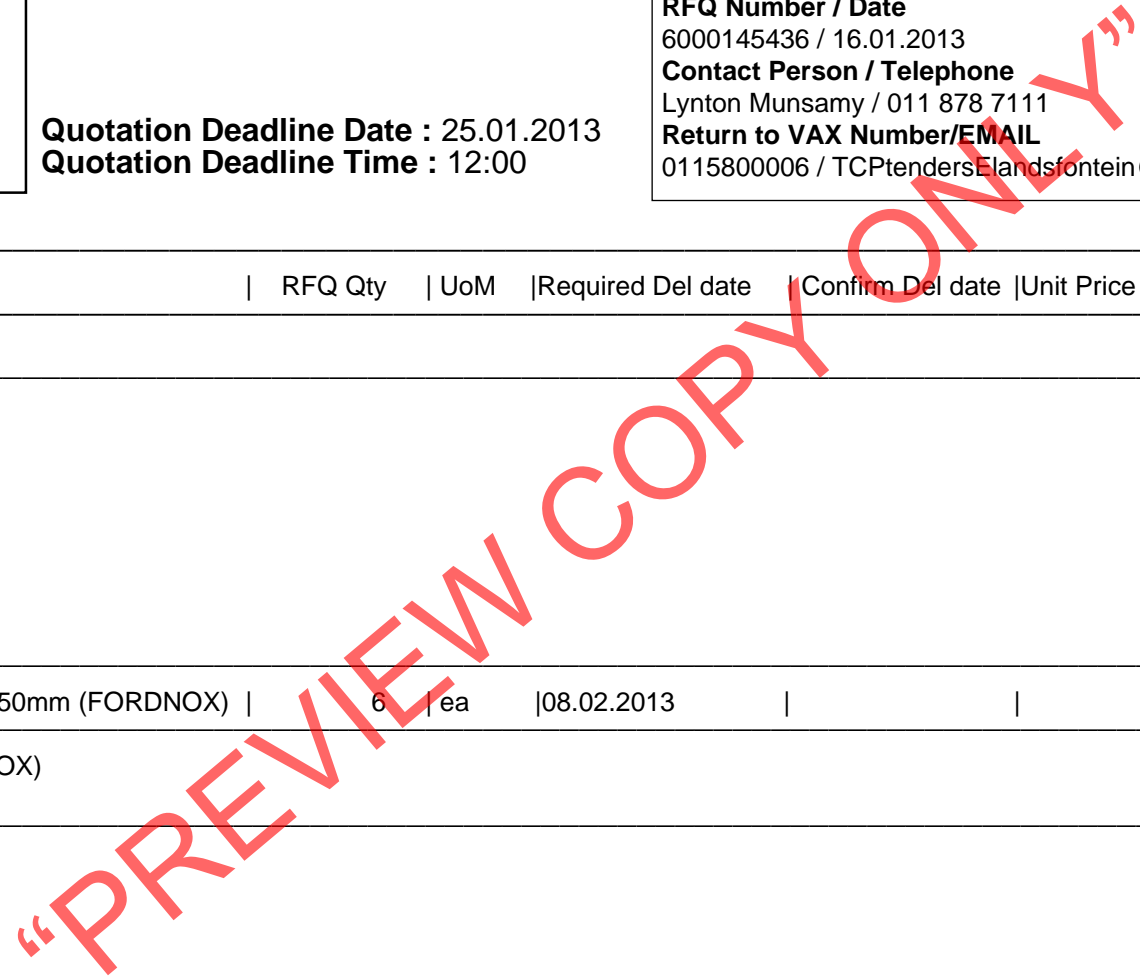 RFQ Number / Date
6000145436 / 16.01.2013
Contact Person / Telephone
Lynton Munsamy / 011 878 7111
Return to VAX Number/EMAIL
0115800006 / TCPtendersElandsfontein
Quotation Deadline Date : 25.01.2013
Quotation Deadline Time : 12:00
| RFQ Qty | UoM |Required Del date | Confirm Del date |Unit Price
50mm (FORDNOX) | 6 | ea |08.02.2013 | |
OX)
“PREVIEW COPY ONLY”